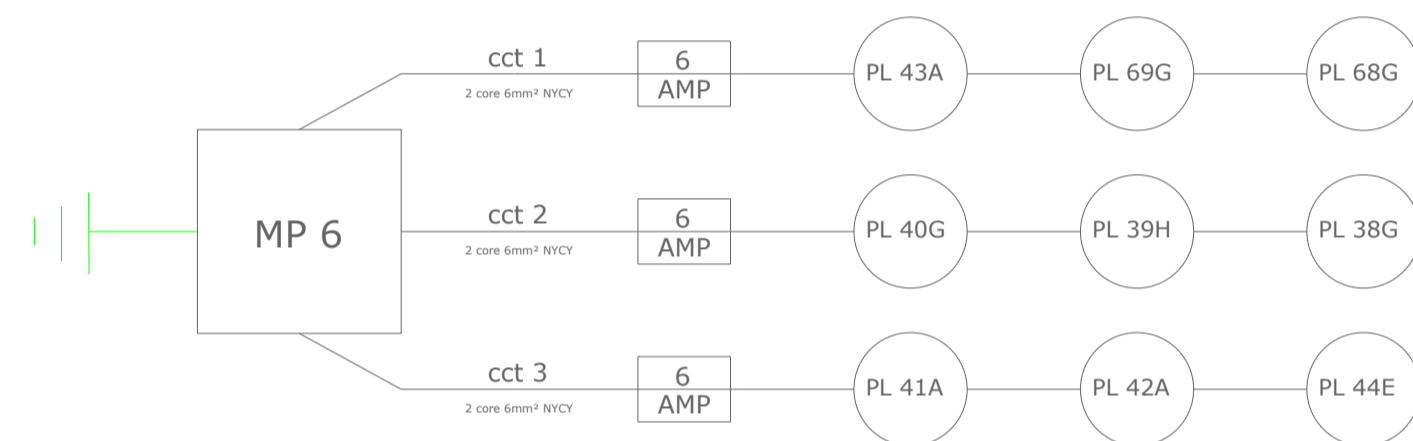 cct 1
2 core 6mm² NYCY
6
AMP
PL 43A
PL 69G
PL 68G
MP 6
cct 2
2 core 6mm² NYCY
6
AMP
PL 40G
PL 39H
PL 38G
cct 3
2 core 6mm² NYCY
6
AMP
PL 41A
PL 42A
PL 44E